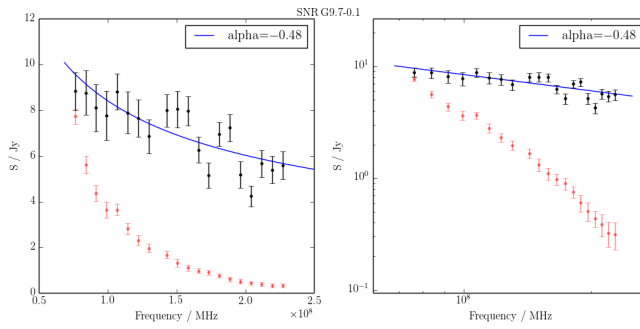 SNR G9.7-0.1
12
10
8
6
4
2
0
S / Jy
0.5
1.0
1.5
2.0
2.5
×10⁸
Frequency / MHz
alpha=−0.48
10¹
10⁰
10⁻¹
S / Jy
10⁸
Frequency / MHz
alpha=−0.48